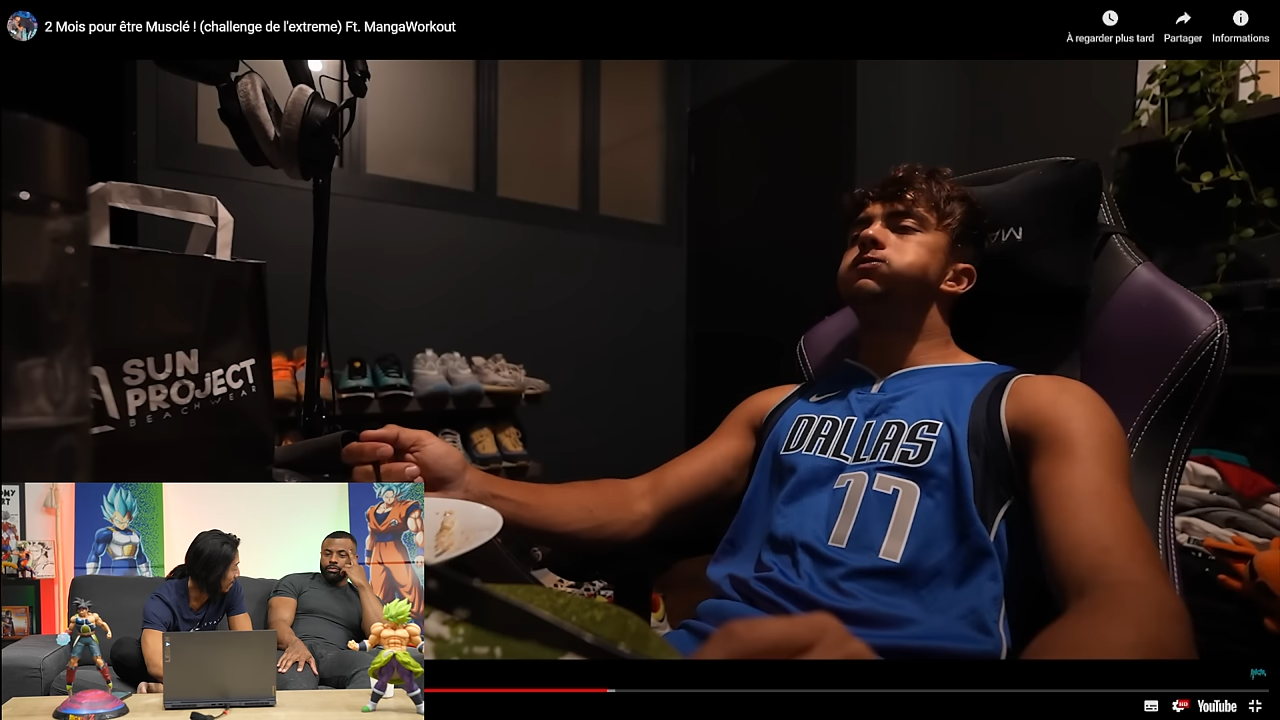 2 Mois pour être Musclé ! (challenge de l'extreme) Ft. MangaWorkout
À regarder plus tard
Partager
Informations
SUN
PROJECT
BEACHWEAR
DALLAS
77
HD
YouTube